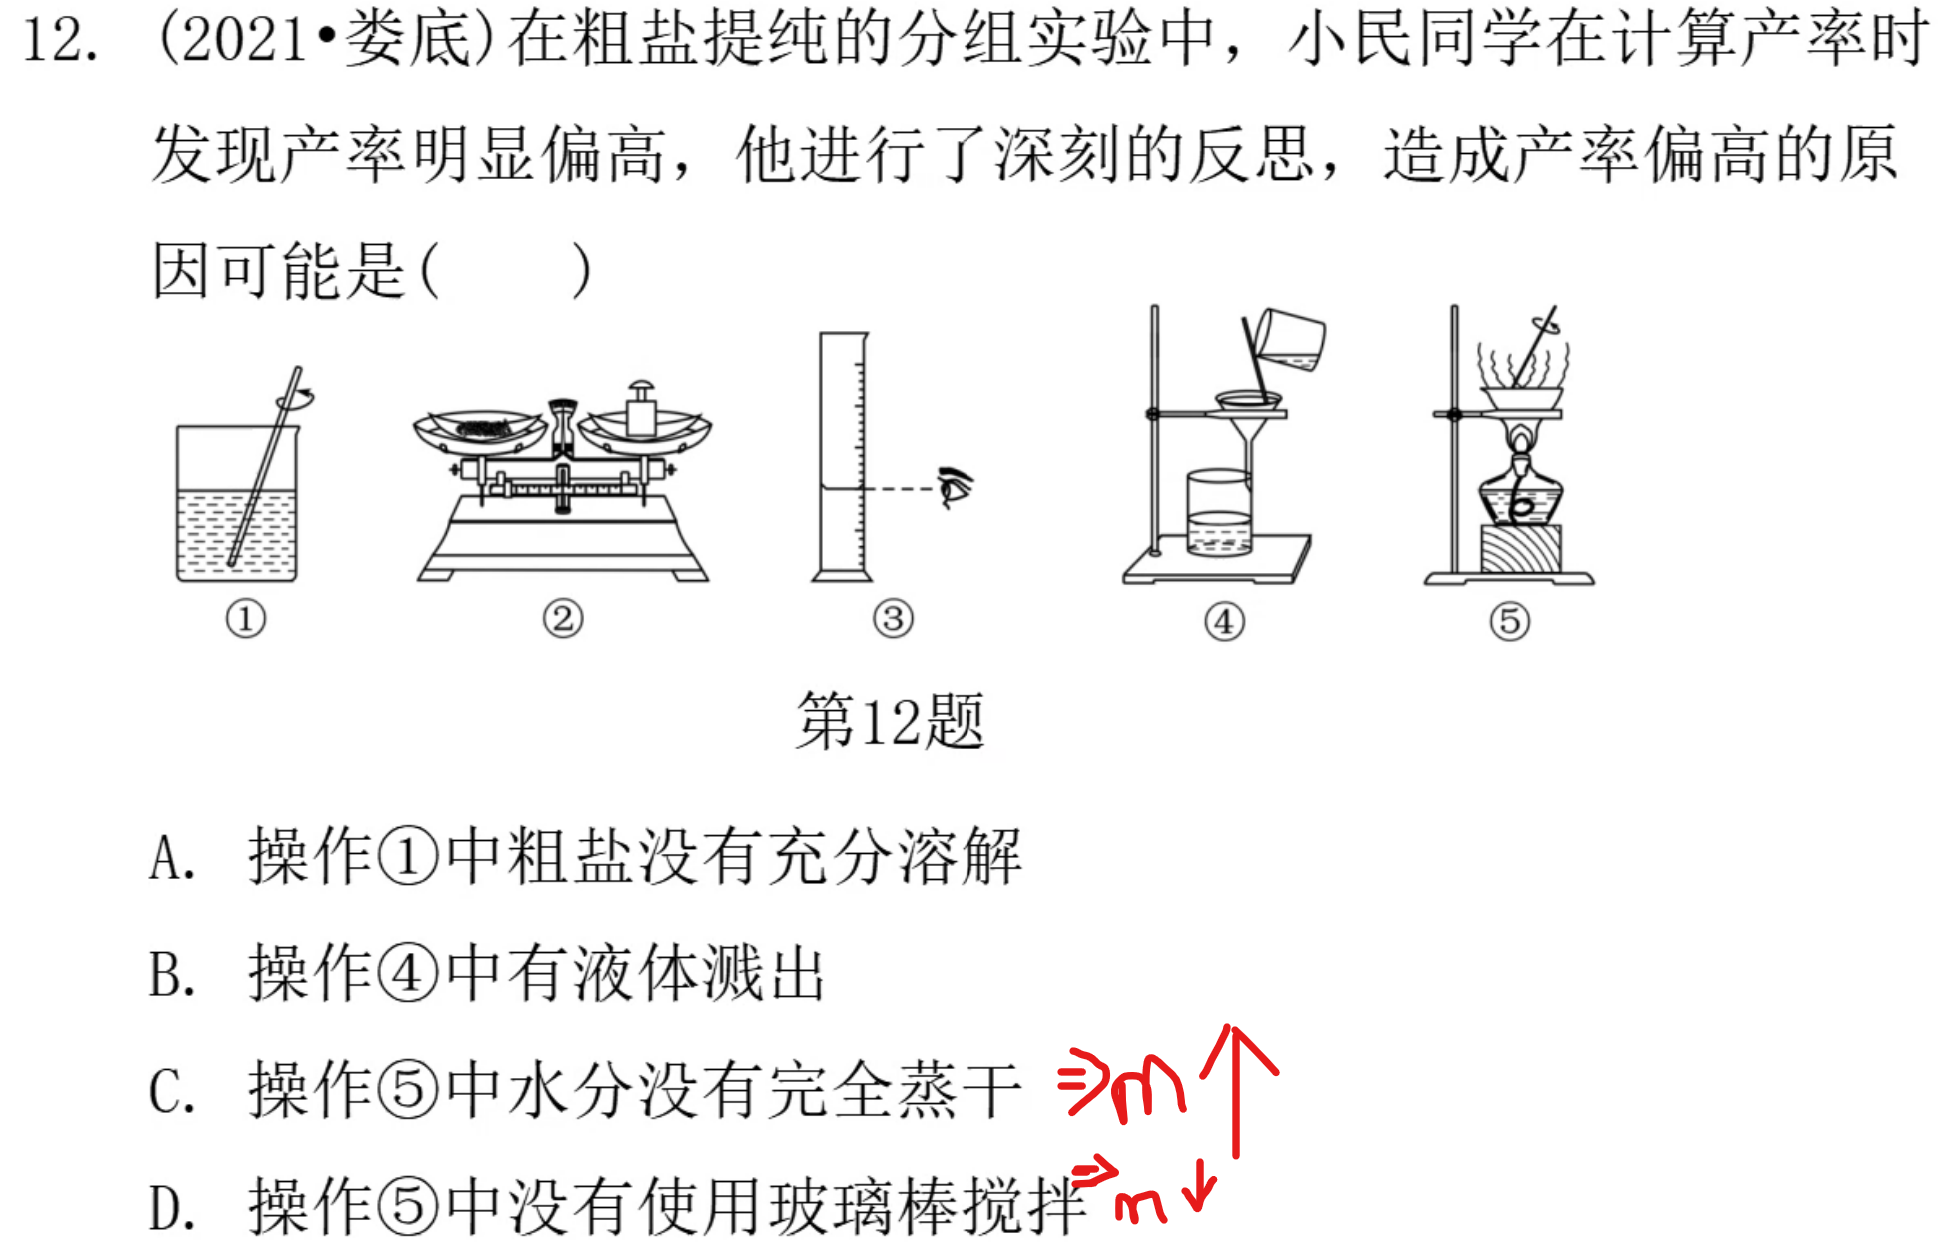 12. (2021•娄底)在粗盐提纯的分组实验中，小民同学在计算产率时
发现产率明显偏高，他进行了深刻的反思，造成产率偏高的原
因可能是(    )
① ② ③ ④ ⑤
第12题
A. 操作①中粗盐没有充分溶解
B. 操作④中有液体溅出
C. 操作⑤中水分没有完全蒸干 ⇒m↑
D. 操作⑤中没有使用玻璃棒搅拌⇒m↓